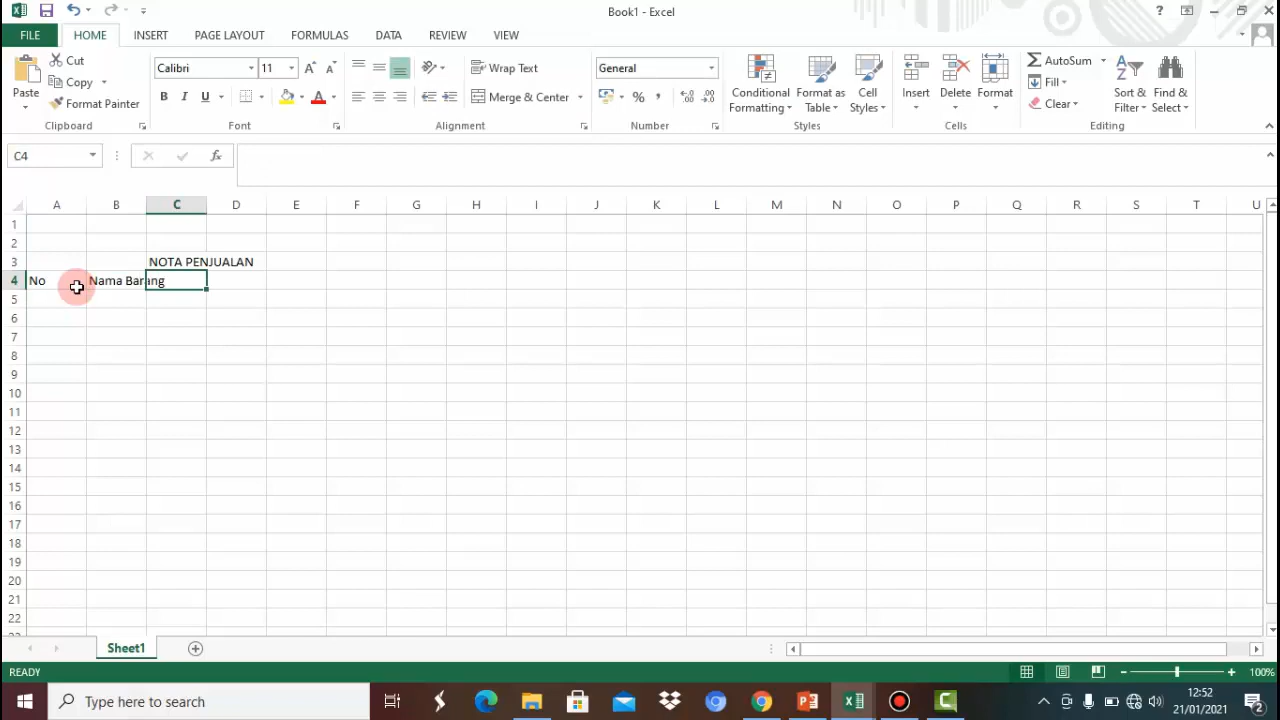 Book1 - Excel
FILE HOME INSERT PAGE LAYOUT FORMULAS DATA REVIEW VIEW
Paste Cut Copy Format Painter Clipboard
Calibri 11 A A B I U A Font
Wrap Text Merge & Center Alignment
General % , Number
Conditional Formatting Format as Table Cell Styles Styles
Insert Delete Format Cells
AutoSum Fill Clear Sort & Filter Find & Select Editing
C4 fx
A B C D E F G H I J K L M N O P Q R S T U
1
2
3 NOTA PENJUALAN
4 No Nama Barang
5
6
7
8
9
10
11
12
13
14
15
16
17
18
19
20
21
22
23
Sheet1
READY 100%
Type here to search 12:52
21/01/2021 2